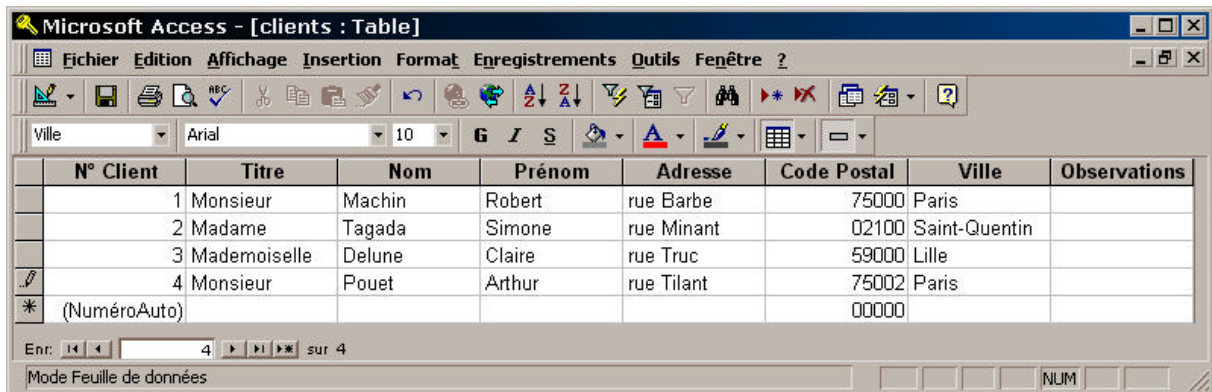 Microsoft Access - [clients : Table]
Fichier Edition Affichage Insertion Format Enregistrements Outils Fenêtre ?
Ville Arial 10 G I S A
N° Client Titre Nom Prénom Adresse Code Postal Ville Observations
1 Monsieur Machin Robert rue Barbe 75000 Paris
2 Madame Tagada Simone rue Minant 02100 Saint-Quentin
3 Mademoiselle Delune Claire rue Truc 59000 Lille
4 Monsieur Pouet Arthur rue Tilant 75002 Paris
(NuméroAuto) 00000
Enr: 4 sur 4
Mode Feuille de données NUM